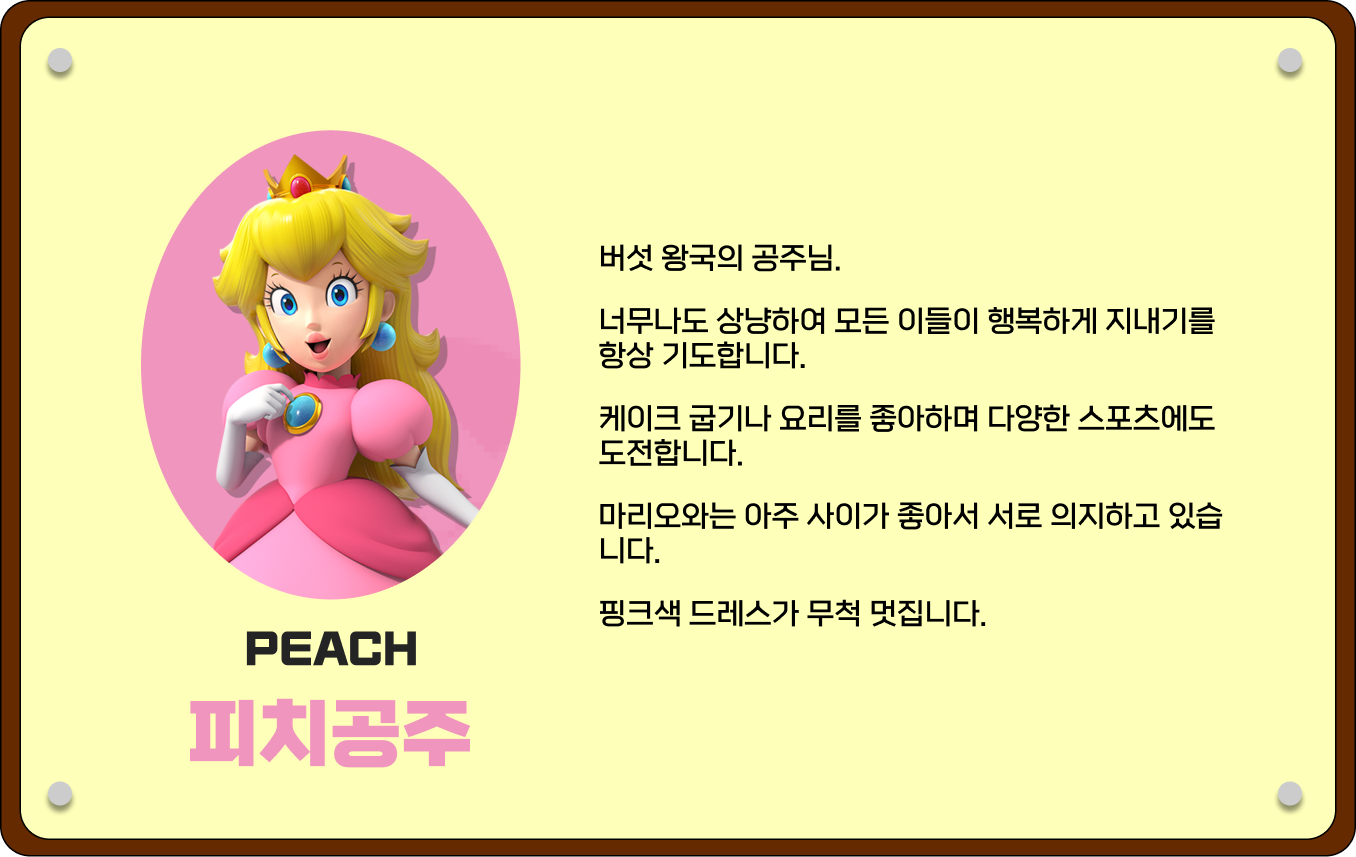 버섯 왕국의 공주님.
너무나도 상냥하여 모든 이들이 행복하게 지내기를
항상 기도합니다.
케이크 굽기나 요리를 좋아하며 다양한 스포츠에도
도전합니다.
마리오와는 아주 사이가 좋아서 서로 의지하고 있습
니다.
핑크색 드레스가 무척 멋집니다.
PEACH
피치공주